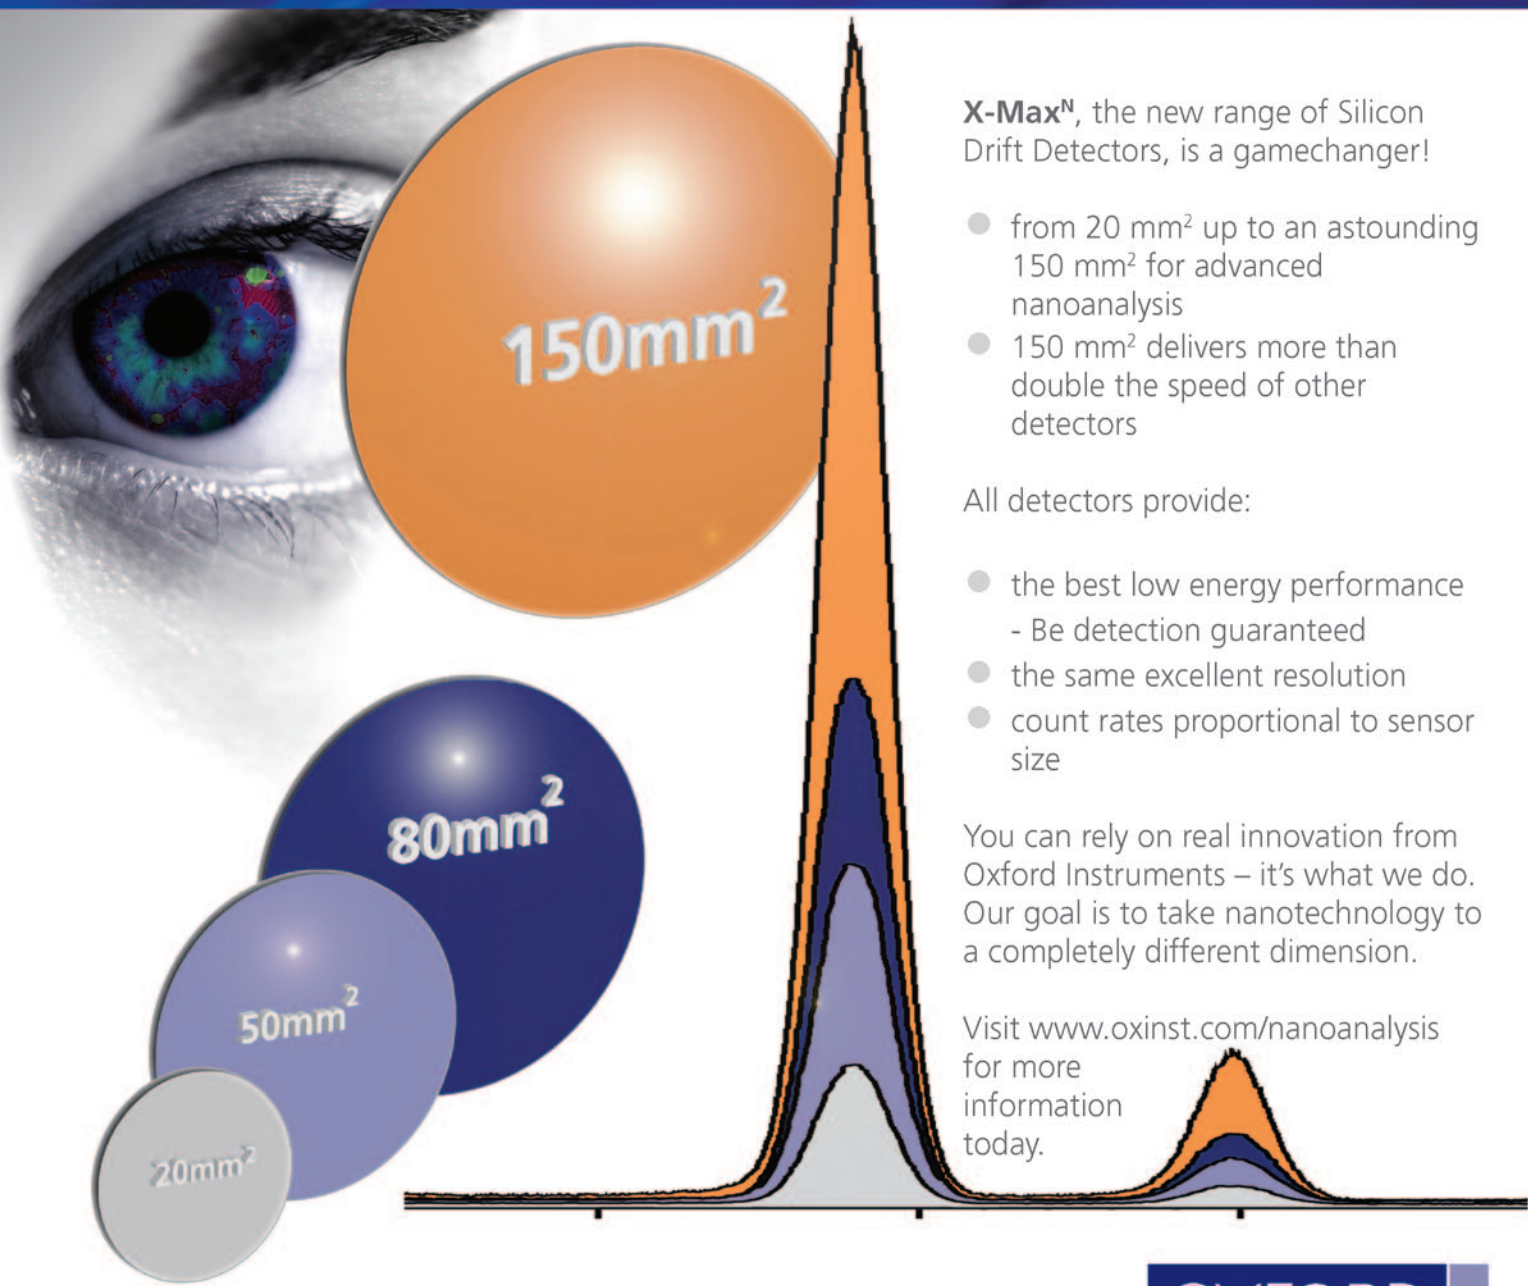 150mm²
80mm²
50mm²
20mm²
X-Maxᴺ, the new range of Silicon
Drift Detectors, is a gamechanger!
from 20 mm² up to an astounding
150 mm² for advanced
nanoanalysis
150 mm² delivers more than
double the speed of other
detectors
All detectors provide:
the best low energy performance
- Be detection guaranteed
the same excellent resolution
count rates proportional to sensor
size
You can rely on real innovation from
Oxford Instruments – it's what we do.
Our goal is to take nanotechnology to
a completely different dimension.
Visit www.oxinst.com/nanoanalysis
for more
information
today.
OXFORD